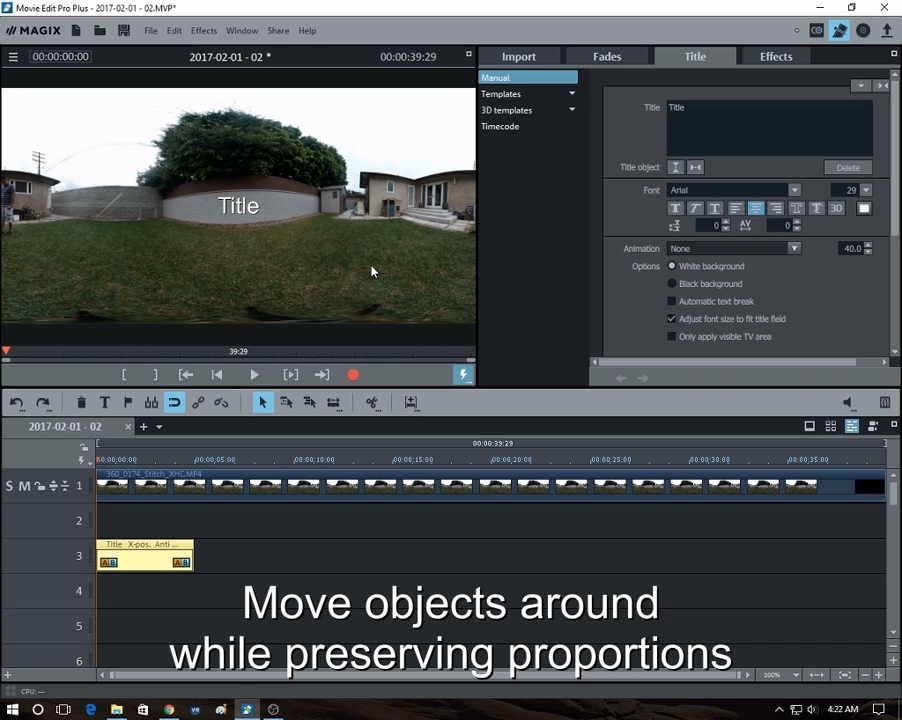 Movie Edit Pro Plus - 2017-02-01 - 02.MVP*
MAGIX
File Edit Effects Window Share Help
00:00:00:00
2017-02-01 - 02 *
00:00:39:29
Import
Fades
Title
Effects
Manual
Templates
3D templates
Timecode
Title
Title
Title object
Delete
Font
Arial
29
T T T T T 3D
0
AV
0
Animation
None
40.0
Options
White background
Black background
Automatic text break
Adjust font size to fit title field
Only apply visible TV area
Title
39:29
2017-02-01 - 02
00:00:39:29
00:00:00:00 00:00:05:00 00:00:10:00 00:00:15:00 00:00:20:00 00:00:25:00 00:00:30:00 00:00:35:00
S M 1
360_0174_Stitch_XHC.MP4
2
3
Title X-pos. Anti ...
AB
AB
4
5
6
Move objects around
while preserving proportions
100%
CPU: —
4:22 AM